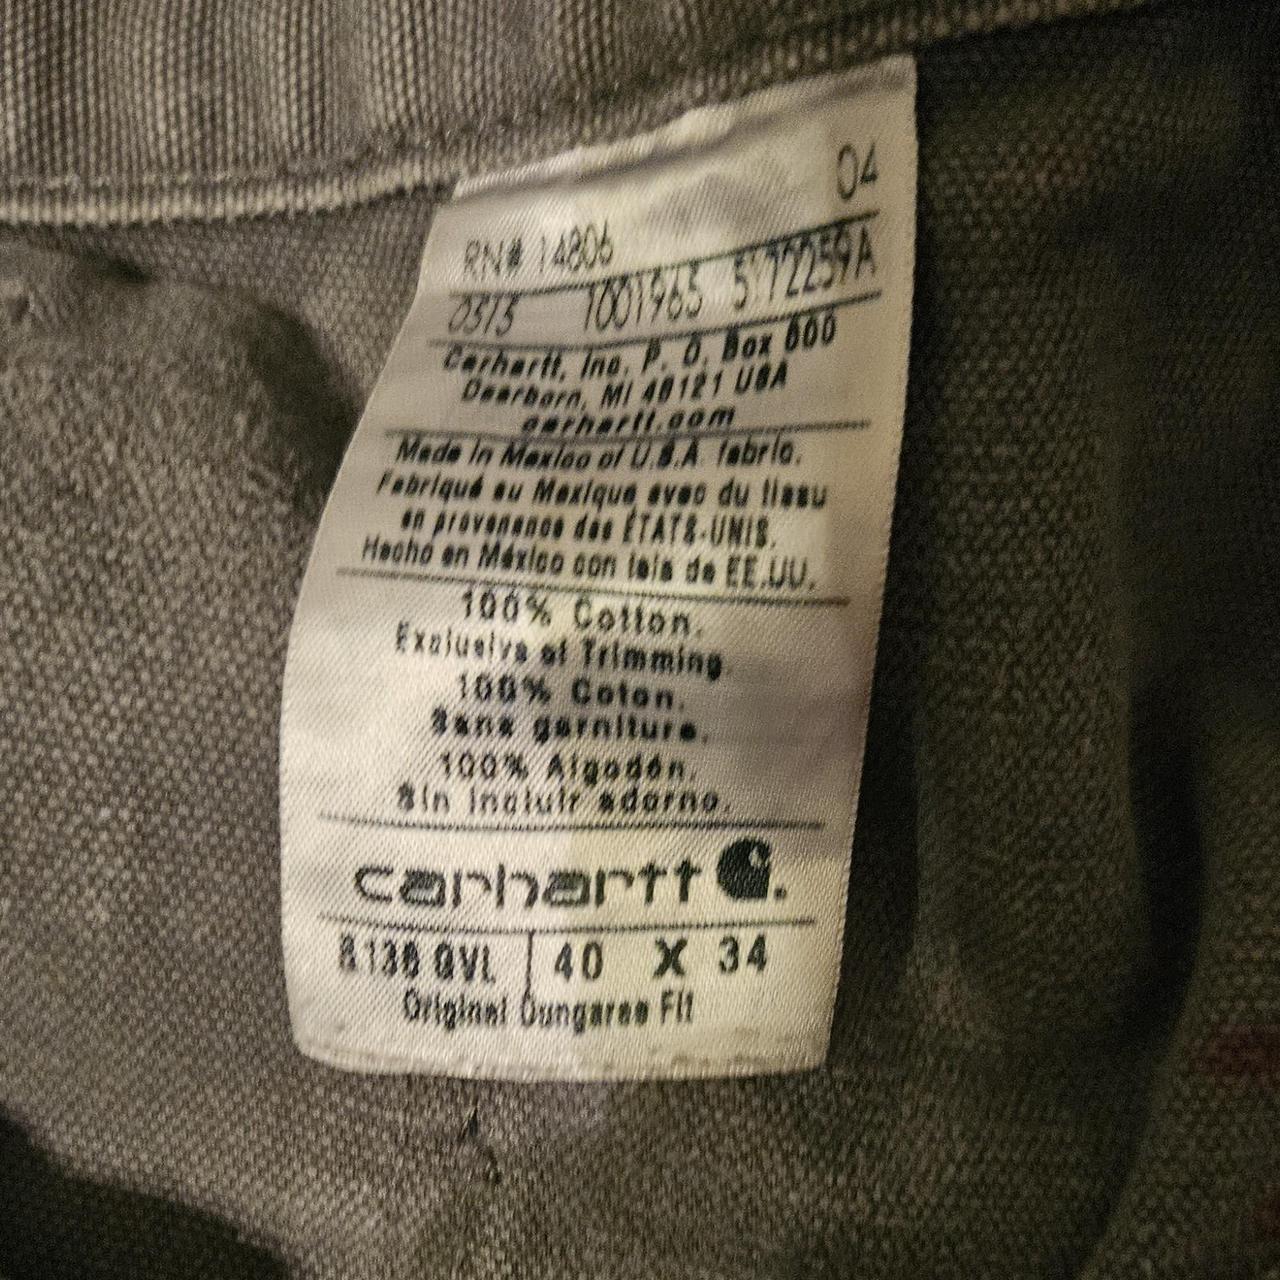 04
RN# 14806
0315 1001965 5172259A
Carhartt, Inc. P. O. Box 600
Dearborn, MI 48121 USA
carhartt.com
Made in Mexico of U.S.A. fabric.
Fabriqué au Mexique avec du tissu
en provenance des ÉTATS-UNIS.
Hecho en México con tela de EE.UU.
100% Cotton.
Exclusive of Trimming
100% Coton.
Sans garniture.
100% Algodón.
Sin incluir adorno.
carhartt
B136 GVL 40 X 34
Original Dungaree Fit